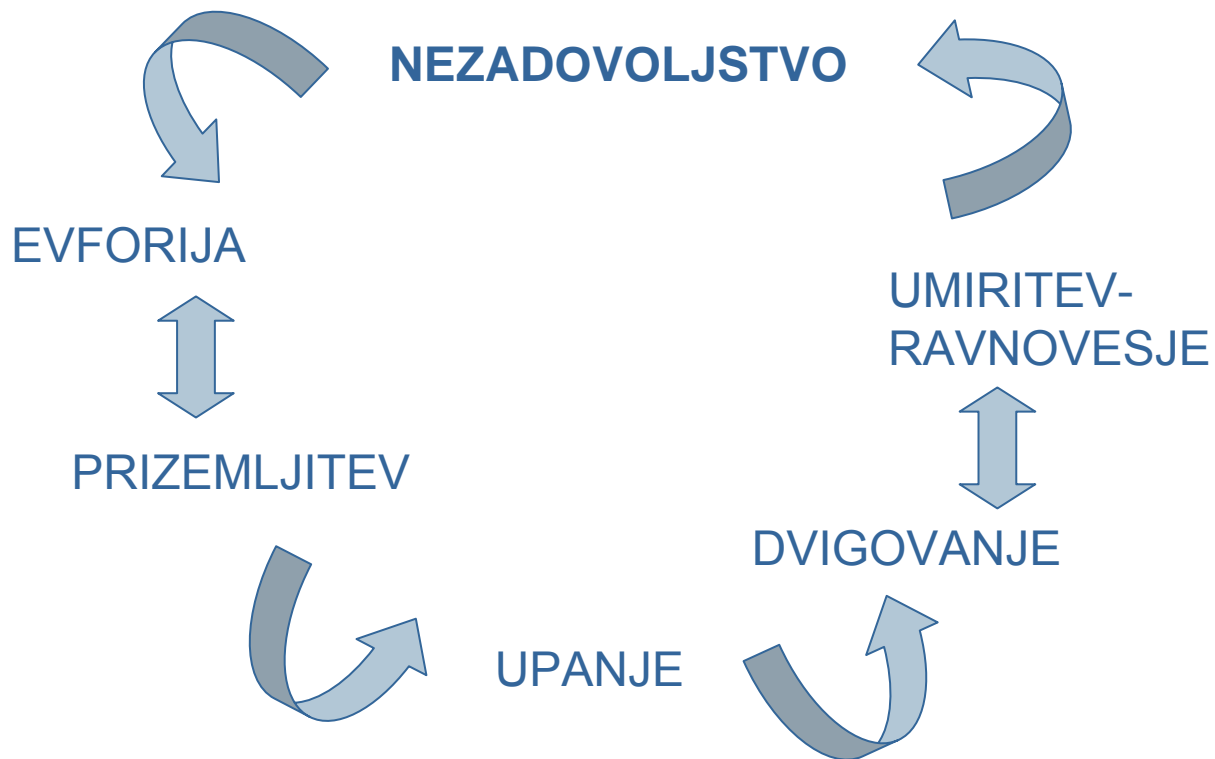 NEZADOVOLJSTVO
EVFORIJA
PRIZEMLJITEV
UPANJE
DVIGOVANJE
UMIRITEV-
RAVNOVESJE